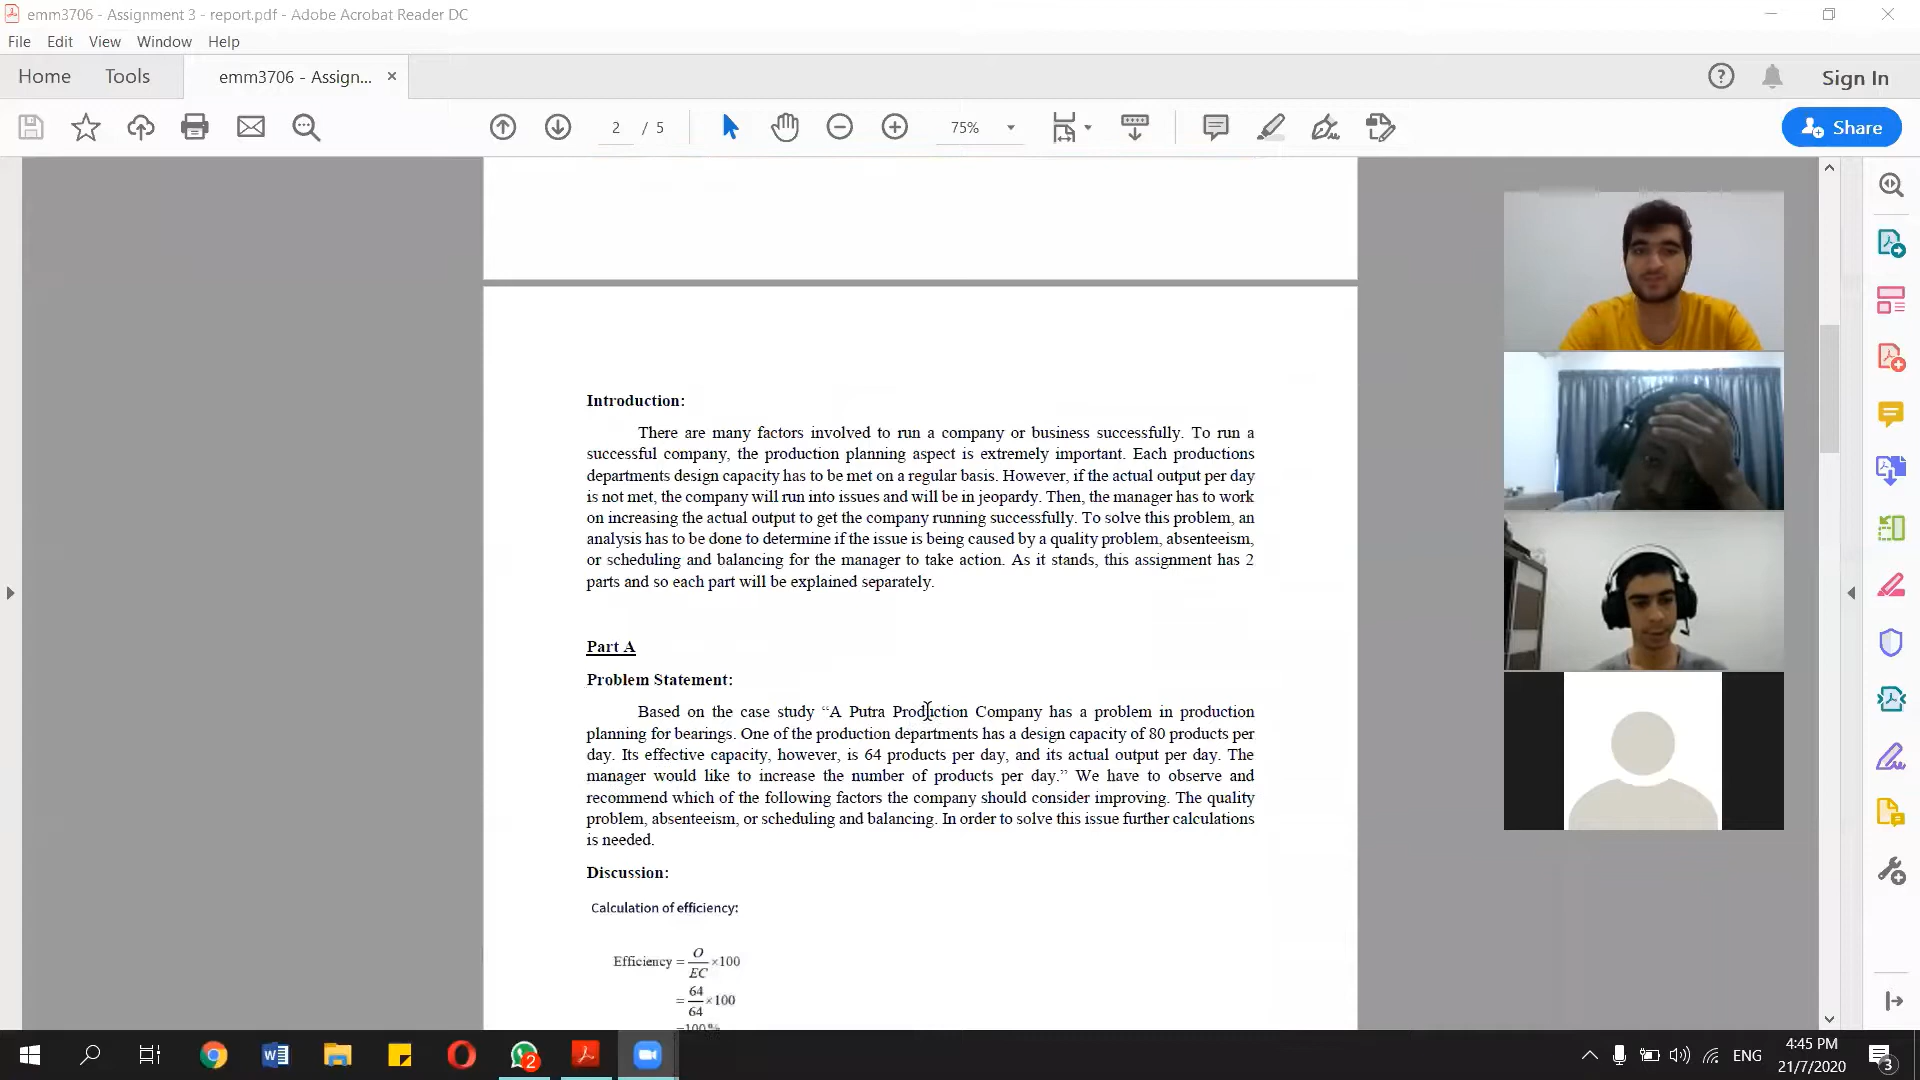 emm3706 - Assignment 3 - report.pdf - Adobe Acrobat Reader DC
File Edit View Window Help
Home Tools emm3706 - Assign... × Sign In
2 / 5 75% Share
Introduction:
There are many factors involved to run a company or business successfully. To run a
successful company, the production planning aspect is extremely important. Each productions
departments design capacity has to be met on a regular basis. However, if the actual output per day
is not met, the company will run into issues and will be in jeopardy. Then, the manager has to work
on increasing the actual output to get the company running successfully. To solve this problem, an
analysis has to be done to determine if the issue is being caused by a quality problem, absenteeism,
or scheduling and balancing for the manager to take action. As it stands, this assignment has 2
parts and so each part will be explained separately.
Part A
Problem Statement:
Based on the case study “A Putra Production Company has a problem in production
planning for bearings. One of the production departments has a design capacity of 80 products per
day. Its effective capacity, however, is 64 products per day, and its actual output per day. The
manager would like to increase the number of products per day.” We have to observe and
recommend which of the following factors the company should consider improving. The quality
problem, absenteeism, or scheduling and balancing. In order to solve this issue further calculations
is needed.
Discussion:
Calculation of efficiency:
Efficiency = O/EC ×100
= 64/64 ×100
=100%
2 ENG 4:45 PM
21/7/2020 3